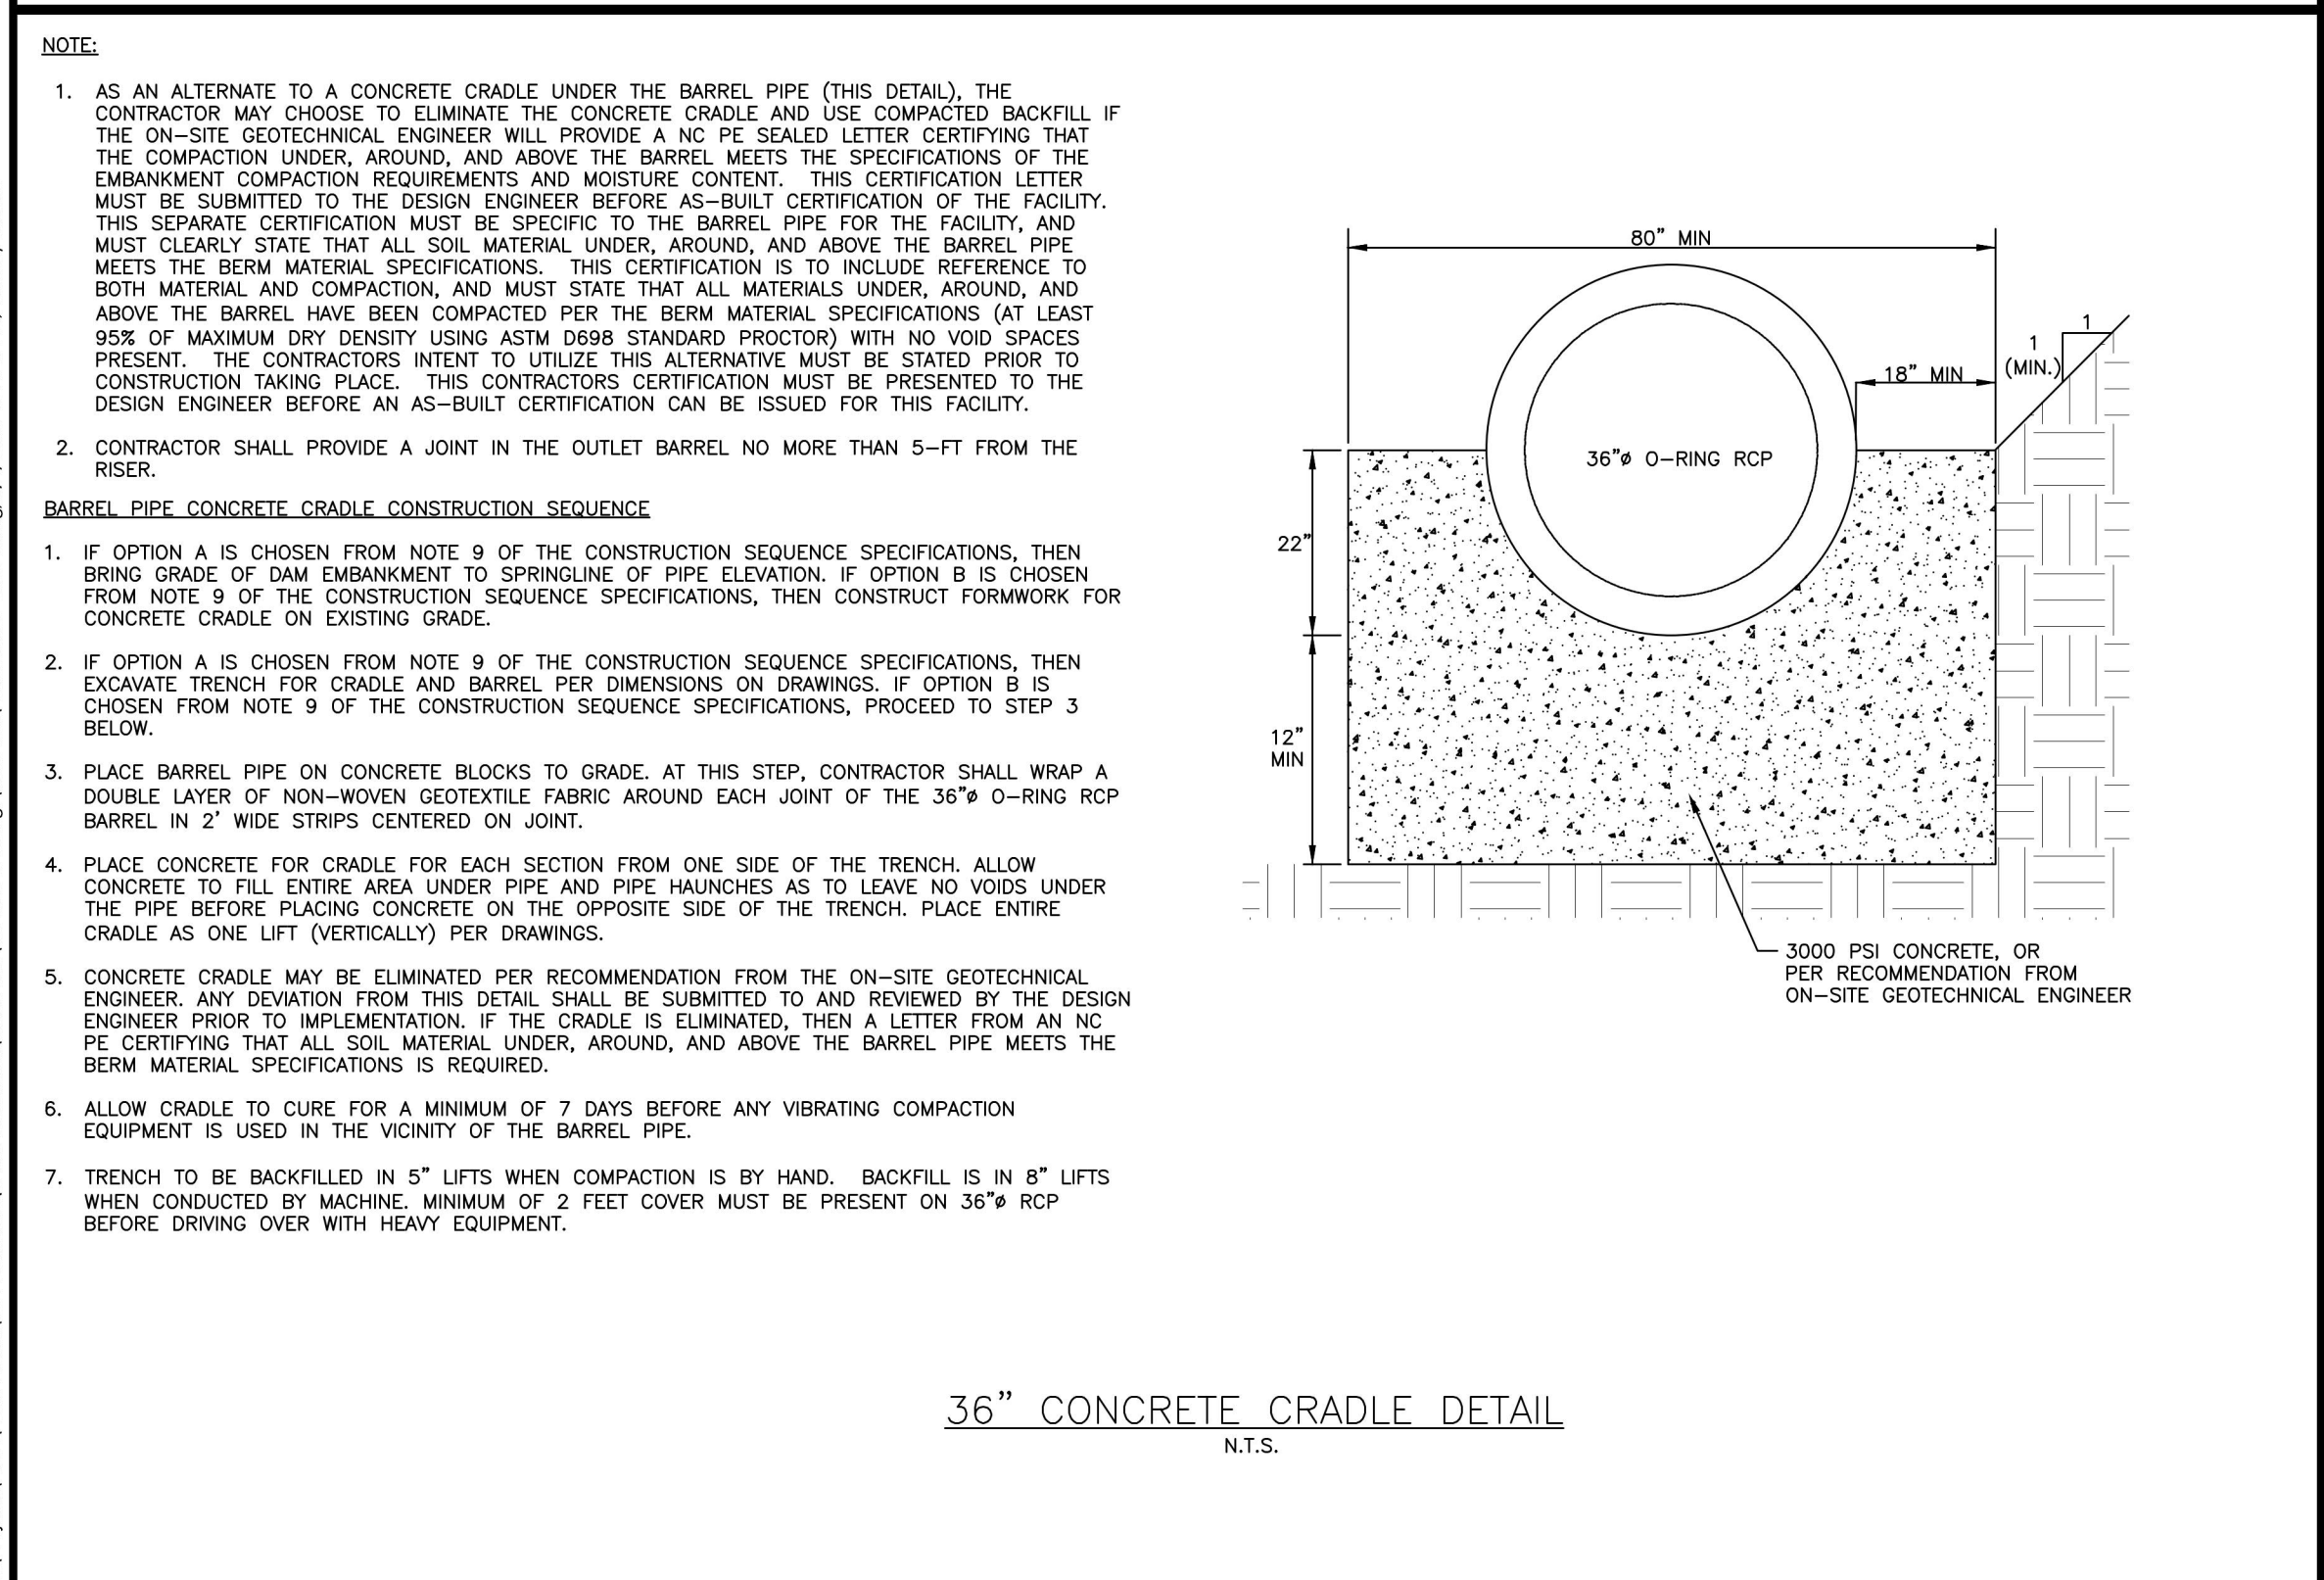 NOTE:
1. AS AN ALTERNATE TO A CONCRETE CRADLE UNDER THE BARREL PIPE (THIS DETAIL), THE
CONTRACTOR MAY CHOOSE TO ELIMINATE THE CONCRETE CRADLE AND USE COMPACTED BACKFILL IF
THE ON-SITE GEOTECHNICAL ENGINEER WILL PROVIDE A NC PE SEALED LETTER CERTIFYING THAT
THE COMPACTION UNDER, AROUND, AND ABOVE THE BARREL MEETS THE SPECIFICATIONS OF THE
EMBANKMENT COMPACTION REQUIREMENTS AND MOISTURE CONTENT. THIS CERTIFICATION LETTER
MUST BE SUBMITTED TO THE DESIGN ENGINEER BEFORE AS-BUILT CERTIFICATION OF THE FACILITY.
THIS SEPARATE CERTIFICATION MUST BE SPECIFIC TO THE BARREL PIPE FOR THE FACILITY, AND
MUST CLEARLY STATE THAT ALL SOIL MATERIAL UNDER, AROUND, AND ABOVE THE BARREL PIPE
MEETS THE BERM MATERIAL SPECIFICATIONS. THIS CERTIFICATION IS TO INCLUDE REFERENCE TO
BOTH MATERIAL AND COMPACTION, AND MUST STATE THAT ALL MATERIALS UNDER, AROUND, AND
ABOVE THE BARREL HAVE BEEN COMPACTED PER THE BERM MATERIAL SPECIFICATIONS (AT LEAST
95% OF MAXIMUM DRY DENSITY USING ASTM D698 STANDARD PROCTOR) WITH NO VOID SPACES
PRESENT. THE CONTRACTORS INTENT TO UTILIZE THIS ALTERNATIVE MUST BE STATED PRIOR TO
CONSTRUCTION TAKING PLACE. THIS CONTRACTORS CERTIFICATION MUST BE PRESENTED TO THE
DESIGN ENGINEER BEFORE AN AS-BUILT CERTIFICATION CAN BE ISSUED FOR THIS FACILITY.
2. CONTRACTOR SHALL PROVIDE A JOINT IN THE OUTLET BARREL NO MORE THAN 5-FT FROM THE
RISER.
BARREL PIPE CONCRETE CRADLE CONSTRUCTION SEQUENCE
1. IF OPTION A IS CHOSEN FROM NOTE 9 OF THE CONSTRUCTION SEQUENCE SPECIFICATIONS, THEN
BRING GRADE OF DAM EMBANKMENT TO SPRINGLINE OF PIPE ELEVATION. IF OPTION B IS CHOSEN
FROM NOTE 9 OF THE CONSTRUCTION SEQUENCE SPECIFICATIONS, THEN CONSTRUCT FORMWORK FOR
CONCRETE CRADLE ON EXISTING GRADE.
2. IF OPTION A IS CHOSEN FROM NOTE 9 OF THE CONSTRUCTION SEQUENCE SPECIFICATIONS, THEN
EXCAVATE TRENCH FOR CRADLE AND BARREL PER DIMENSIONS ON DRAWINGS. IF OPTION B IS
CHOSEN FROM NOTE 9 OF THE CONSTRUCTION SEQUENCE SPECIFICATIONS, PROCEED TO STEP 3
BELOW.
3. PLACE BARREL PIPE ON CONCRETE BLOCKS TO GRADE. AT THIS STEP, CONTRACTOR SHALL WRAP A
DOUBLE LAYER OF NON-WOVEN GEOTEXTILE FABRIC AROUND EACH JOINT OF THE 36"ø O-RING RCP
BARREL IN 2' WIDE STRIPS CENTERED ON JOINT.
4. PLACE CONCRETE FOR CRADLE FOR EACH SECTION FROM ONE SIDE OF THE TRENCH. ALLOW
CONCRETE TO FILL ENTIRE AREA UNDER PIPE AND PIPE HAUNCHES AS TO LEAVE NO VOIDS UNDER
THE PIPE BEFORE PLACING CONCRETE ON THE OPPOSITE SIDE OF THE TRENCH. PLACE ENTIRE
CRADLE AS ONE LIFT (VERTICALLY) PER DRAWINGS.
5. CONCRETE CRADLE MAY BE ELIMINATED PER RECOMMENDATION FROM THE ON-SITE GEOTECHNICAL
ENGINEER. ANY DEVIATION FROM THIS DETAIL SHALL BE SUBMITTED TO AND REVIEWED BY THE DESIGN
ENGINEER PRIOR TO IMPLEMENTATION. IF THE CRADLE IS ELIMINATED, THEN A LETTER FROM AN NC
PE CERTIFYING THAT ALL SOIL MATERIAL UNDER, AROUND, AND ABOVE THE BARREL PIPE MEETS THE
BERM MATERIAL SPECIFICATIONS IS REQUIRED.
6. ALLOW CRADLE TO CURE FOR A MINIMUM OF 7 DAYS BEFORE ANY VIBRATING COMPACTION
EQUIPMENT IS USED IN THE VICINITY OF THE BARREL PIPE.
7. TRENCH TO BE BACKFILLED IN 5" LIFTS WHEN COMPACTION IS BY HAND. BACKFILL IS IN 8" LIFTS
WHEN CONDUCTED BY MACHINE. MINIMUM OF 2 FEET COVER MUST BE PRESENT ON 36"ø RCP
BEFORE DRIVING OVER WITH HEAVY EQUIPMENT.
80" MIN
1
1
(MIN.)
18" MIN
36"ø O-RING RCP
22"
12"
MIN
3000 PSI CONCRETE, OR
PER RECOMMENDATION FROM
ON-SITE GEOTECHNICAL ENGINEER
36" CONCRETE CRADLE DETAIL
N.T.S.